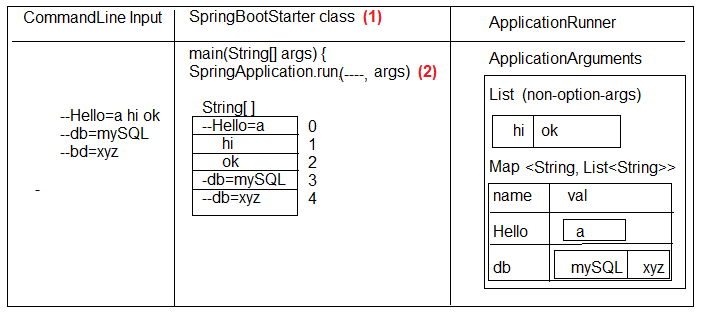 CommandLine Input
SpringBootStarter class (1)
ApplicationRunner
--Hello=a hi ok
--db=mySQL
--bd=xyz
-
main(String[] args) {
SpringApplication.run(----, args) (2)
String[ ]
--Hello=a 0
hi 1
ok 2
-db=mySQL 3
--db=xyz 4
ApplicationArguments
List (non-option-args)
hi ok
Map <String, List<String>>
name val
Hello a
db mySQL xyz